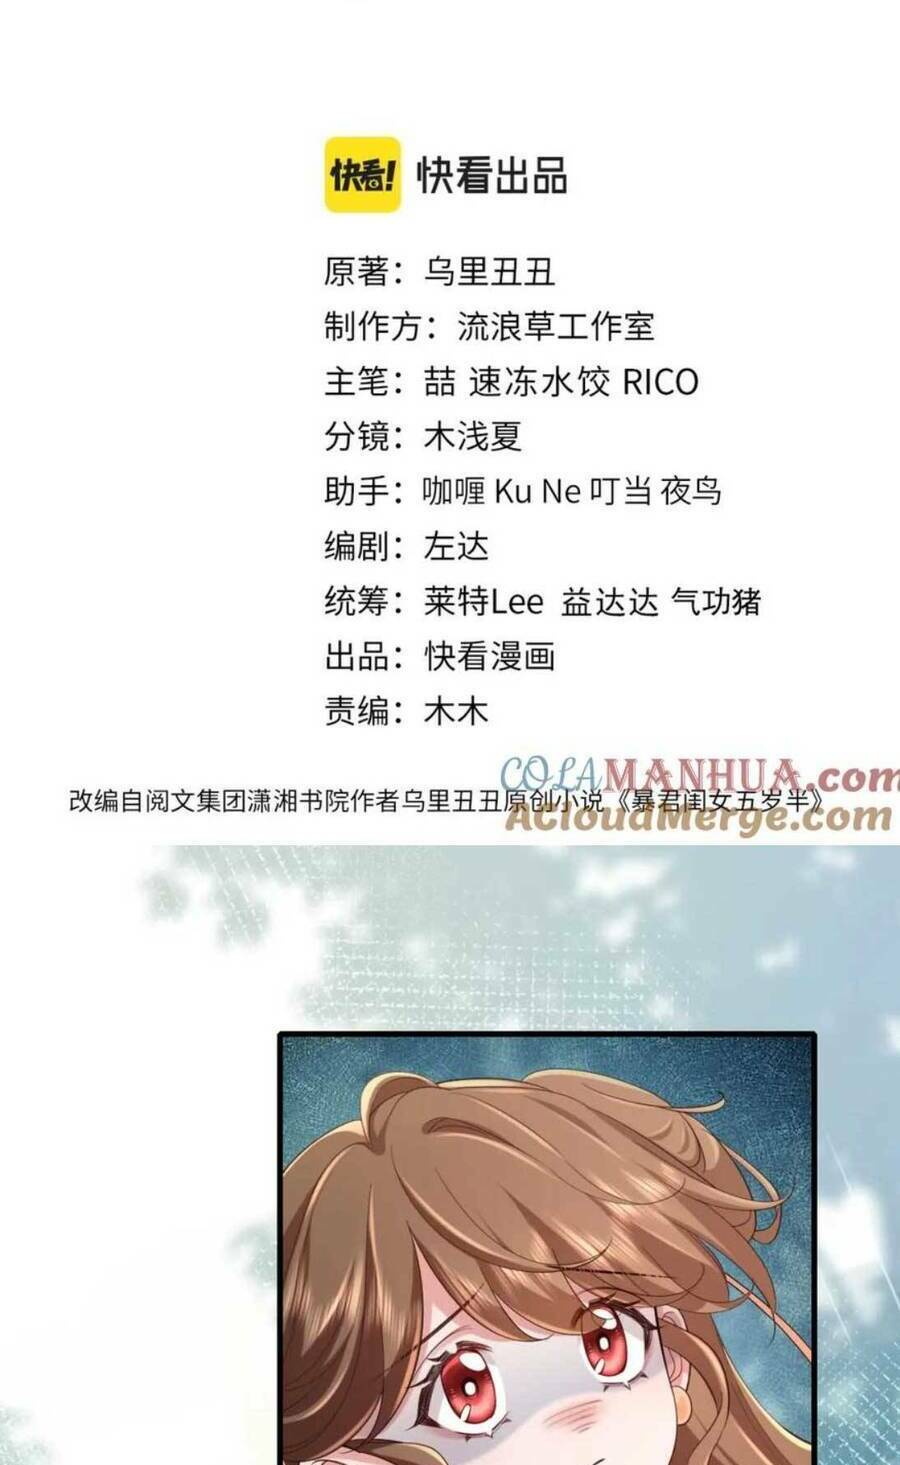 快看! 快看出品
原著：乌里丑丑
制作方：流浪草工作室
主笔：喆 速冻水饺 RICO
分镜：木浅夏
助手：咖喱 Ku Ne 叮当 夜鸟
编剧：左达
统筹：莱特Lee 益达达 气功猪
出品：快看漫画
责编：木木
COLAMANHUA.com
改编自阅文集团潇湘书院作者乌里丑丑原创小说《暴君闺女五岁半》
AcloudMerge.com